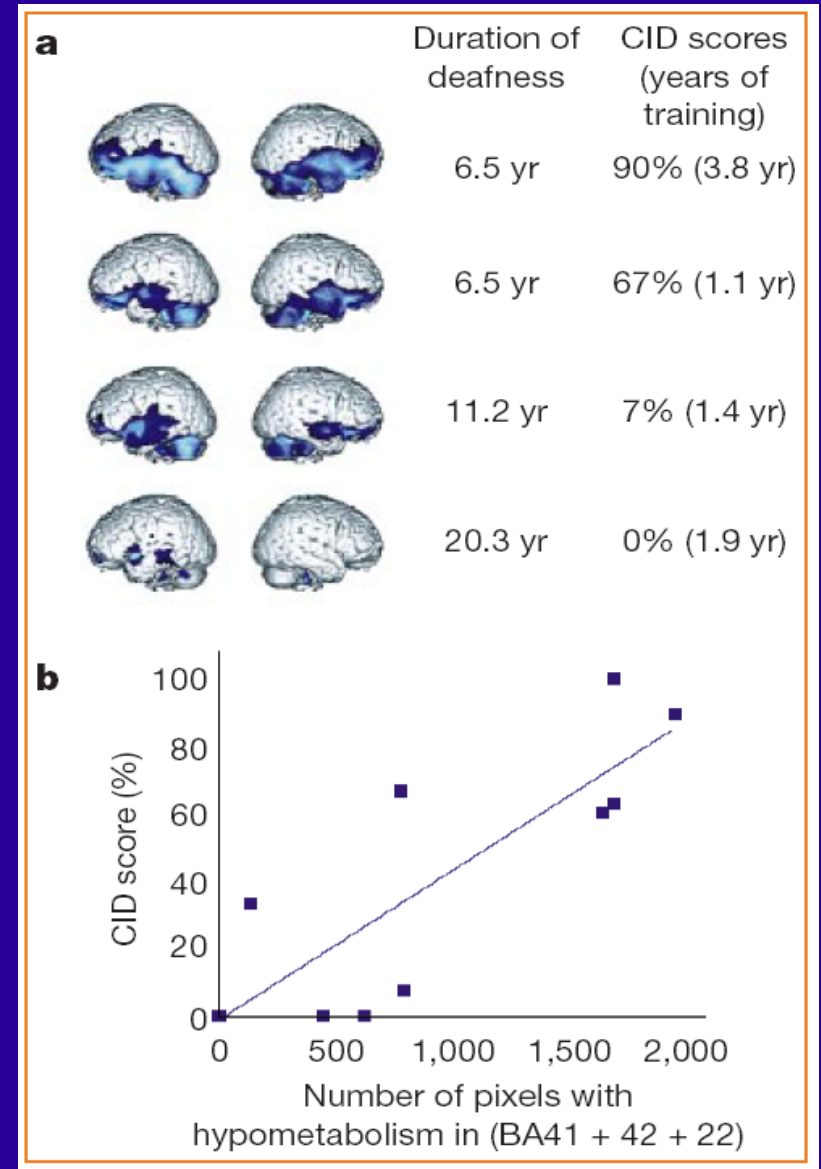 a
Duration of deafness
CID scores (years of training)
6.5 yr 90% (3.8 yr)
6.5 yr 67% (1.1 yr)
11.2 yr 7% (1.4 yr)
20.3 yr 0% (1.9 yr)
b
CID score (%)
100
80
60
40
20
0
0 500 1,000 1,500 2,000
Number of pixels with
hypometabolism in (BA41 + 42 + 22)